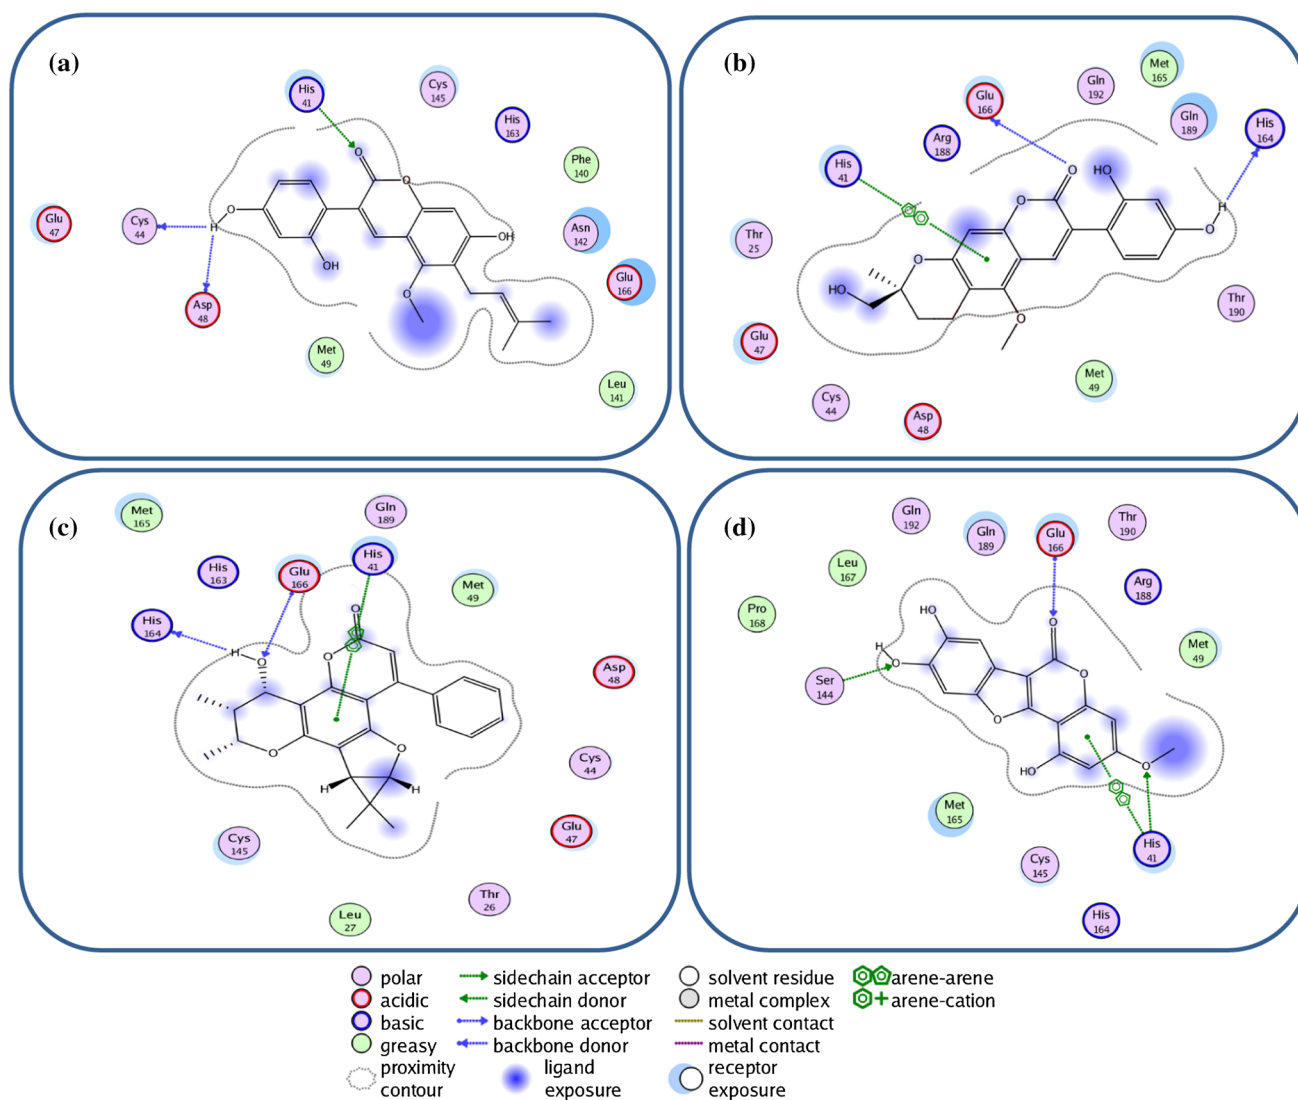 (a)
His
41
Cys
145
His
163
Phe
140
Glu
47
Cys
44
Asn
142
Glu
166
Asp
48
Met
49
Leu
141
O
O
O
H
OH
OH
O
(b)
Glu
166
Gln
192
Met
165
Gln
189
His
164
Arg
188
His
41
Thr
25
Thr
190
Glu
47
Met
49
Cys
44
Asp
48
HO
O
H
O
O
O
HO
O
(c)
Met
165
Gln
189
His
163
Glu
166
His
41
Met
49
His
164
Asp
48
Cys
44
Glu
47
Cys
145
Thr
26
Leu
27
O
H
O
O
O
O
H
H
(d)
Gln
192
Gln
189
Glu
166
Thr
190
Leu
167
Arg
188
Pro
168
Met
49
Ser
144
Met
165
Cys
145
His
41
His
164
HO
H
O
O
O
O
HO
O
polar
acidic
basic
greasy
proximity
contour
sidechain acceptor
sidechain donor
backbone acceptor
backbone donor
ligand
exposure
solvent residue
metal complex
solvent contact
metal contact
receptor
exposure
arene-arene
arene-cation